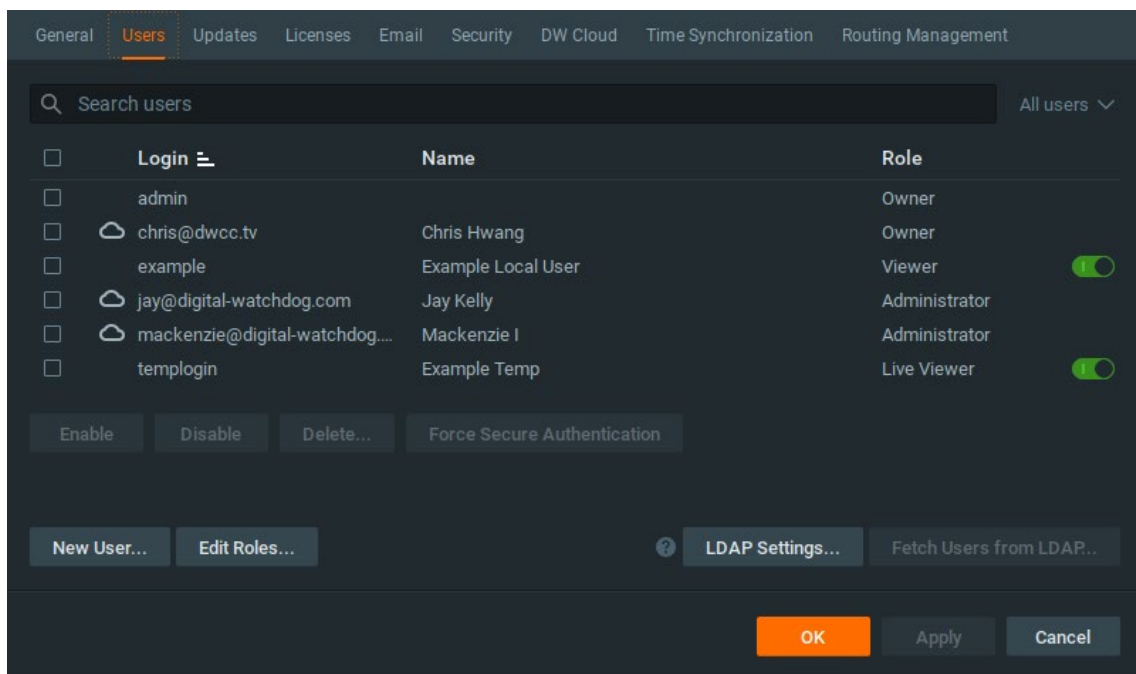 General Users Updates Licenses Email Security DW Cloud Time Synchronization Routing Management
Search users All users
Login Name Role
admin Owner
chris@dwcc.tv Chris Hwang Owner
example Example Local User Viewer
jay@digital-watchdog.com Jay Kelly Administrator
mackenzie@digital-watchdog.... Mackenzie I Administrator
templogin Example Temp Live Viewer
Enable Disable Delete... Force Secure Authentication
New User... Edit Roles... ? LDAP Settings... Fetch Users from LDAP...
OK Apply Cancel